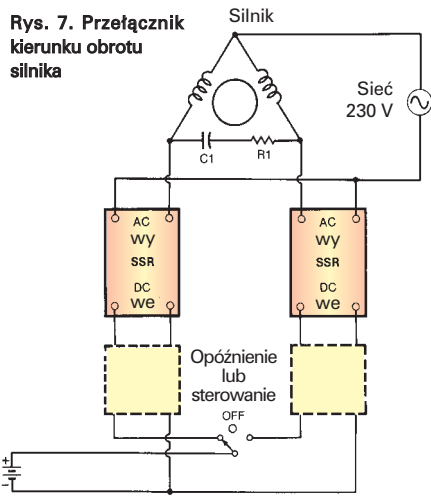 Rys. 7. Przełącznik
kierunku obrotu
silnika
Silnik
Sieć
230 V
C1
R1
AC
wy
SSR
DC
we
AC
wy
SSR
DC
we
Opóźnienie
lub
sterowanie
OFF
+
–